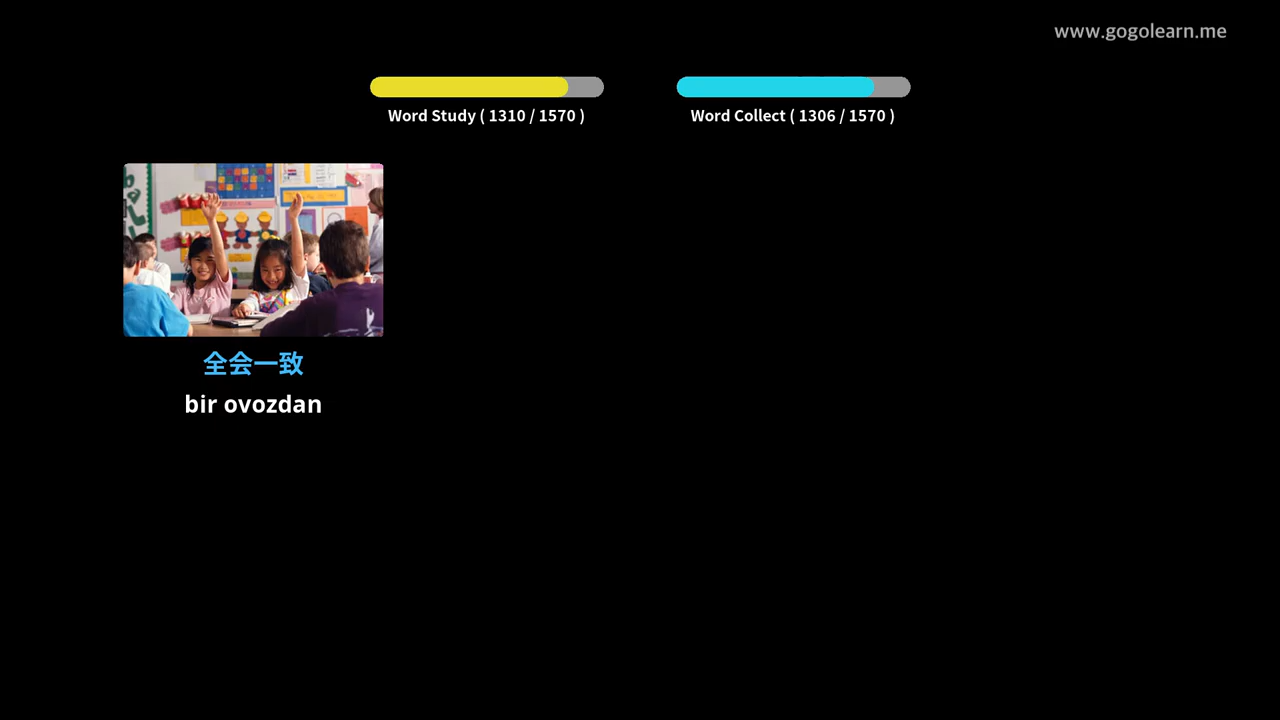 www.gogolearn.me
Word Study ( 1310 / 1570 )
Word Collect ( 1306 / 1570 )
全会一致
bir ovozdan